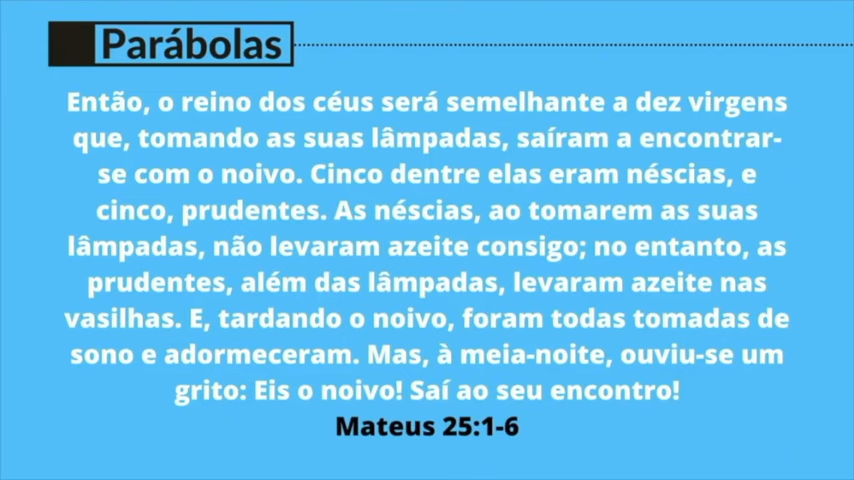 Parábolas
Então, o reino dos céus será semelhante a dez virgens
que, tomando as suas lâmpadas, saíram a encontrar-
se com o noivo. Cinco dentre elas eram néscias, e
cinco, prudentes. As néscias, ao tomarem as suas
lâmpadas, não levaram azeite consigo; no entanto, as
prudentes, além das lâmpadas, levaram azeite nas
vasilhas. E, tardando o noivo, foram todas tomadas de
sono e adormeceram. Mas, à meia-noite, ouviu-se um
grito: Eis o noivo! Saí ao seu encontro!
Mateus 25:1-6